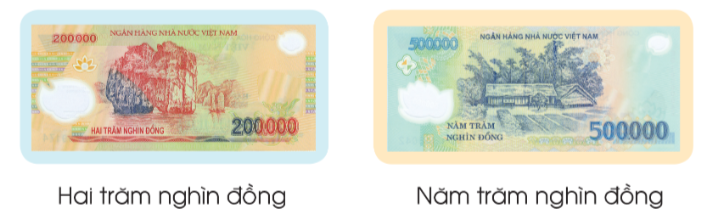 NGÂN HÀNG NHÀ NƯỚC VIỆT NAM
200000
HAI TRĂM NGHÌN ĐỒNG
200000
Hai trăm nghìn đồng
NGÂN HÀNG NHÀ NƯỚC VIỆT NAM
500000
NĂM TRĂM
NGHÌN ĐỒNG
500000
Năm trăm nghìn đồng